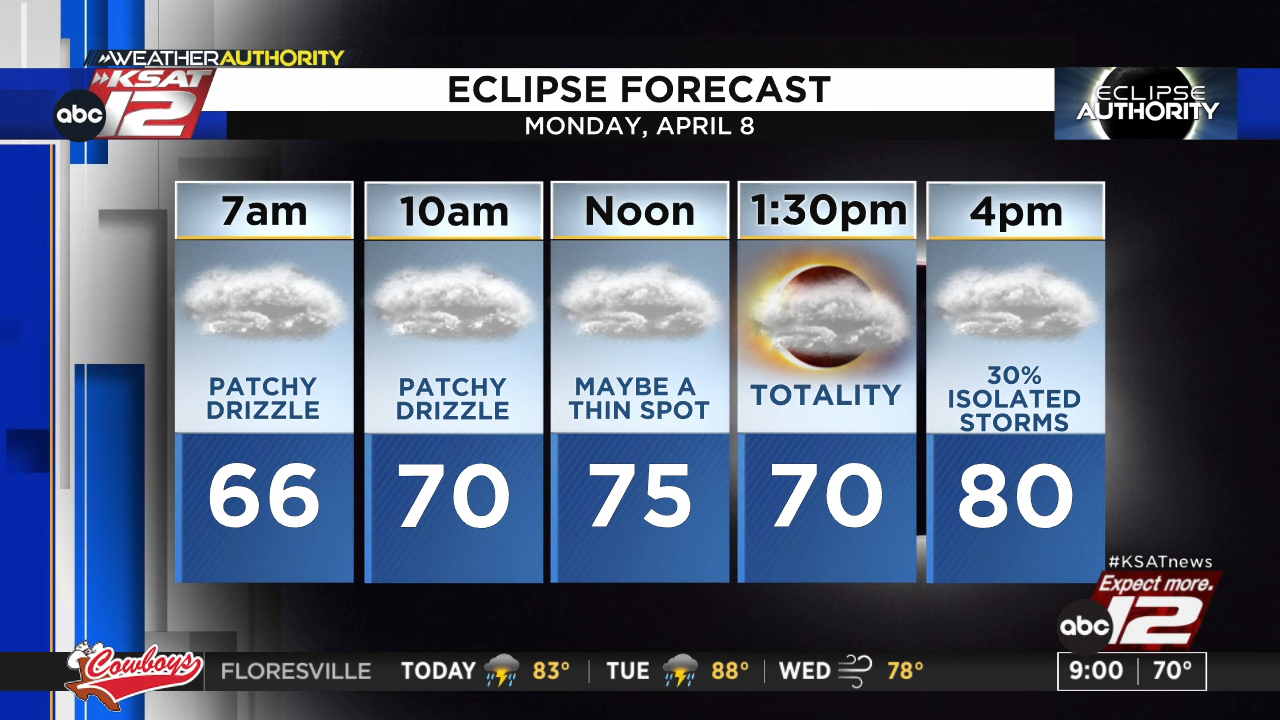 WEATHERAUTHORITY
KSAT
abc 12
ECLIPSE FORECAST
MONDAY, APRIL 8
ECLIPSE
AUTHORITY
7am
PATCHY
DRIZZLE
66
10am
PATCHY
DRIZZLE
70
Noon
MAYBE A
THIN SPOT
75
1:30pm
TOTALITY
70
4pm
30%
ISOLATED
STORMS
80
#KSATnews
Expect more.
abc 12
Cowboys FLORESVILLE TODAY 83° TUE 88° WED 78° 9:00 70°